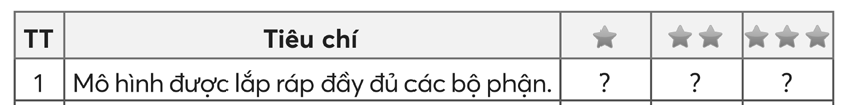 TT Tiêu chí
1 Mô hình được lắp ráp đầy đủ các bộ phận. ? ? ?